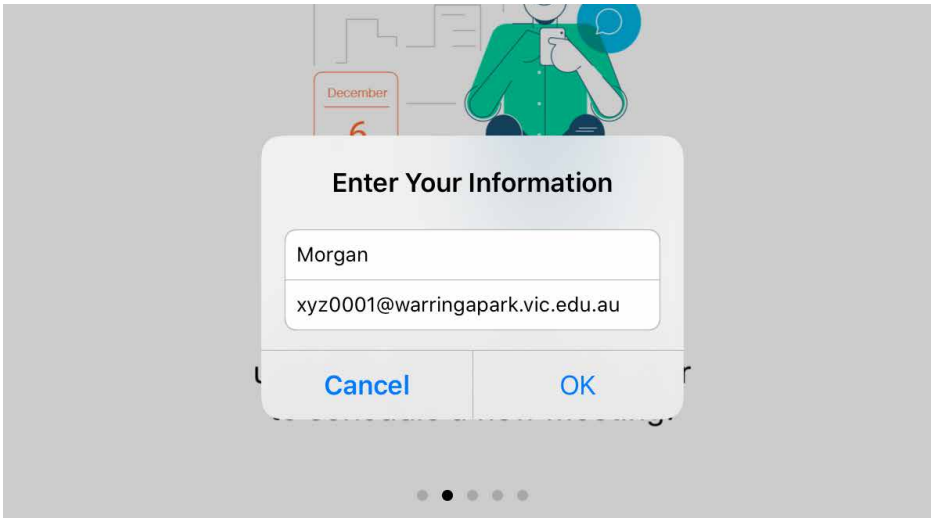 December
6
Enter Your Information
Morgan
xyz0001@warringapark.vic.edu.au
Cancel
OK